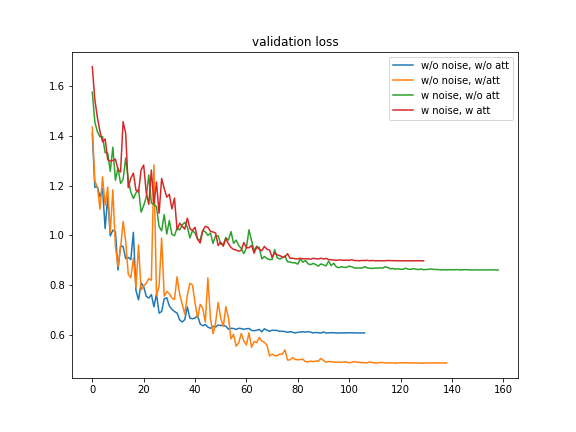 validation loss
w/o noise, w/o att
w/o noise, w/att
w noise, w/o att
w noise, w att
1.6
1.4
1.2
1.0
0.8
0.6
0 20 40 60 80 100 120 140 160